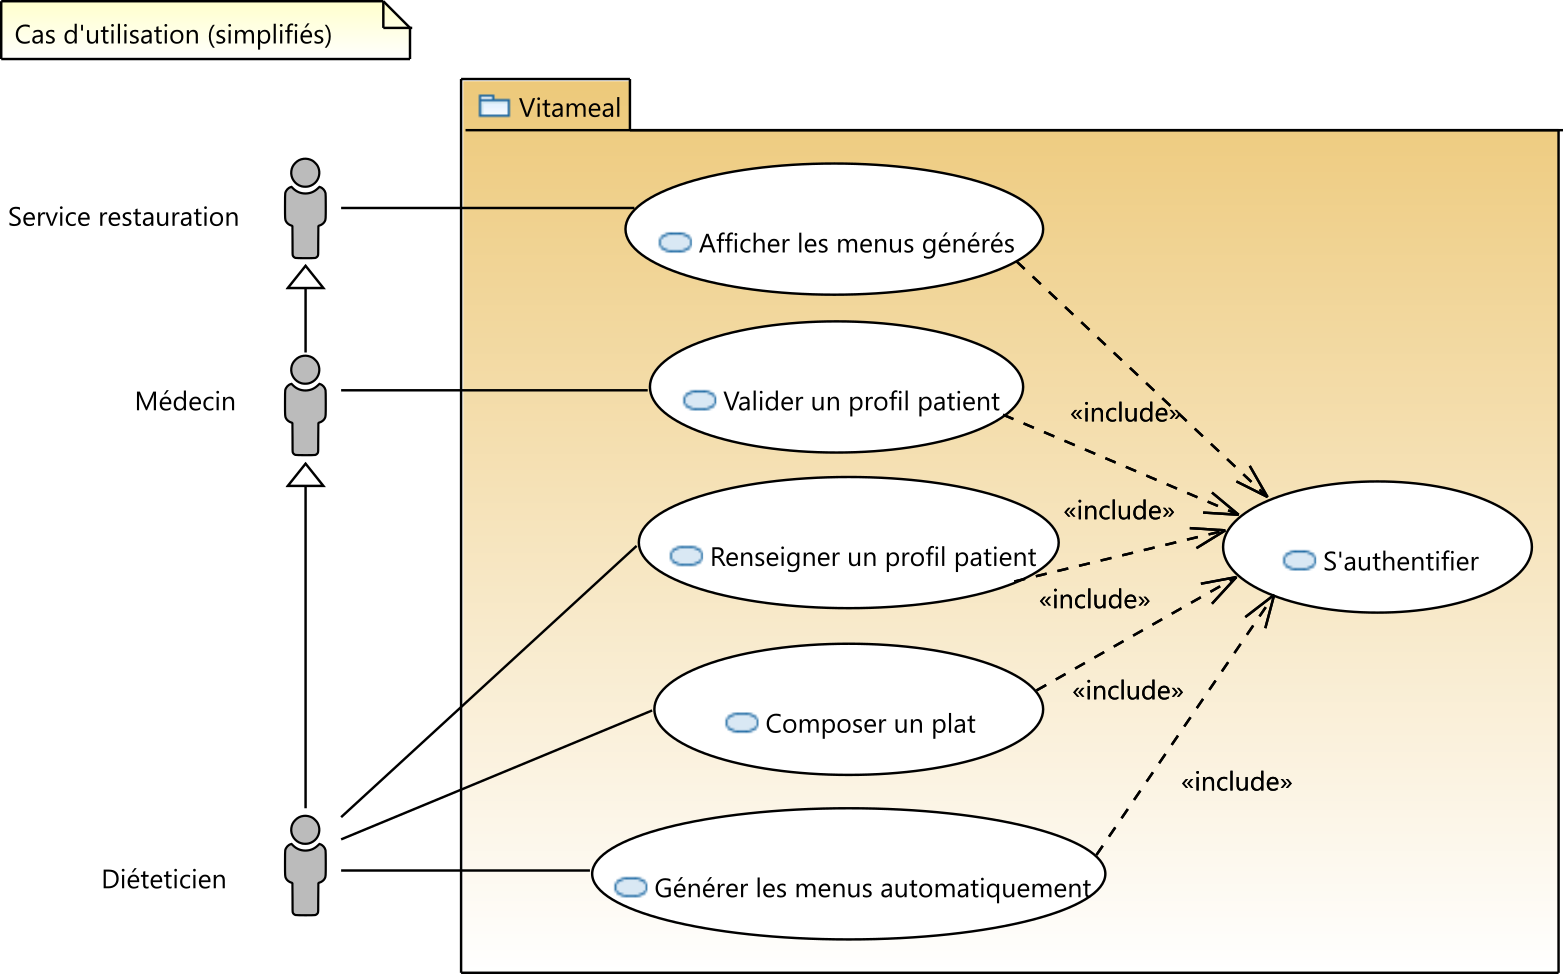 Cas d'utilisation (simplifiés)
Vitameal
Service restauration
Afficher les menus générés
Médecin
Valider un profil patient
«include»
«include»
Renseigner un profil patient
S'authentifier
«include»
«include»
Composer un plat
«include»
Diéteticien
Générer les menus automatiquement